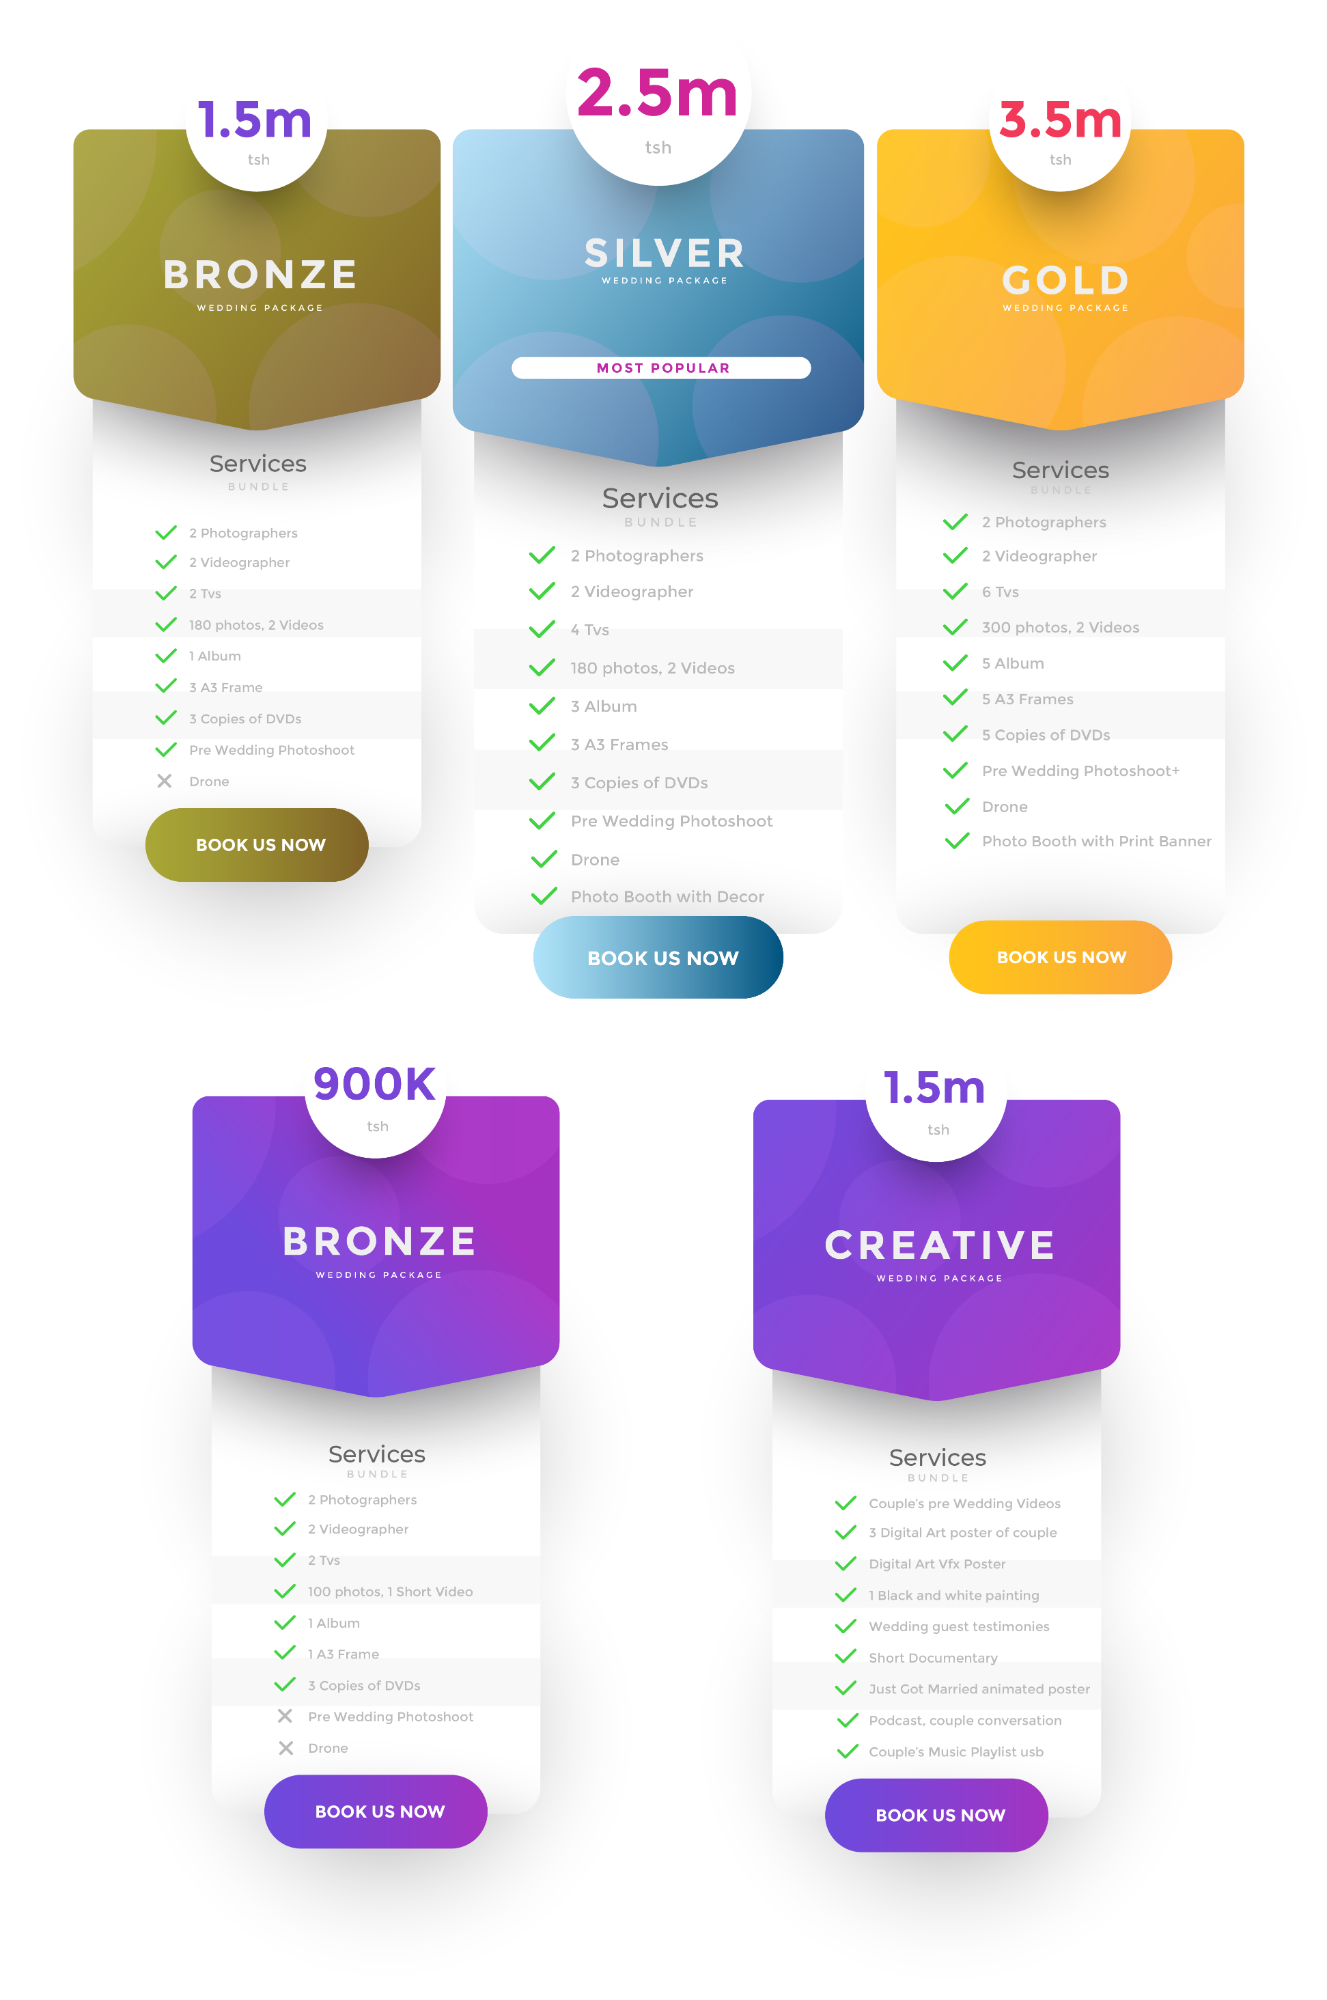 1.5m
tsh
BRONZE
WEDDING PACKAGE
Services
BUNDLE
2 Photographers
2 Videographer
2 Tvs
180 photos, 2 Videos
1 Album
3 A3 Frame
3 Copies of DVDs
Pre Wedding Photoshoot
Drone
BOOK US NOW
2.5m
tsh
SILVER
WEDDING PACKAGE
MOST POPULAR
Services
BUNDLE
2 Photographers
2 Videographer
4 Tvs
180 photos, 2 Videos
3 Album
3 A3 Frames
3 Copies of DVDs
Pre Wedding Photoshoot
Drone
Photo Booth with Decor
BOOK US NOW
3.5m
tsh
GOLD
WEDDING PACKAGE
Services
BUNDLE
2 Photographers
2 Videographer
6 Tvs
300 photos, 2 Videos
5 Album
5 A3 Frames
5 Copies of DVDs
Pre Wedding Photoshoot+
Drone
Photo Booth with Print Banner
BOOK US NOW
900K
tsh
BRONZE
WEDDING PACKAGE
Services
BUNDLE
2 Photographers
2 Videographer
2 Tvs
100 photos, 1 Short Video
1 Album
1 A3 Frame
3 Copies of DVDs
Pre Wedding Photoshoot
Drone
BOOK US NOW
1.5m
tsh
CREATIVE
WEDDING PACKAGE
Services
BUNDLE
Couple's pre Wedding Videos
3 Digital Art poster of couple
Digital Art Vfx Poster
1 Black and white painting
Wedding guest testimonies
Short Documentary
Just Got Married animated poster
Podcast, couple conversation
Couple's Music Playlist usb
BOOK US NOW